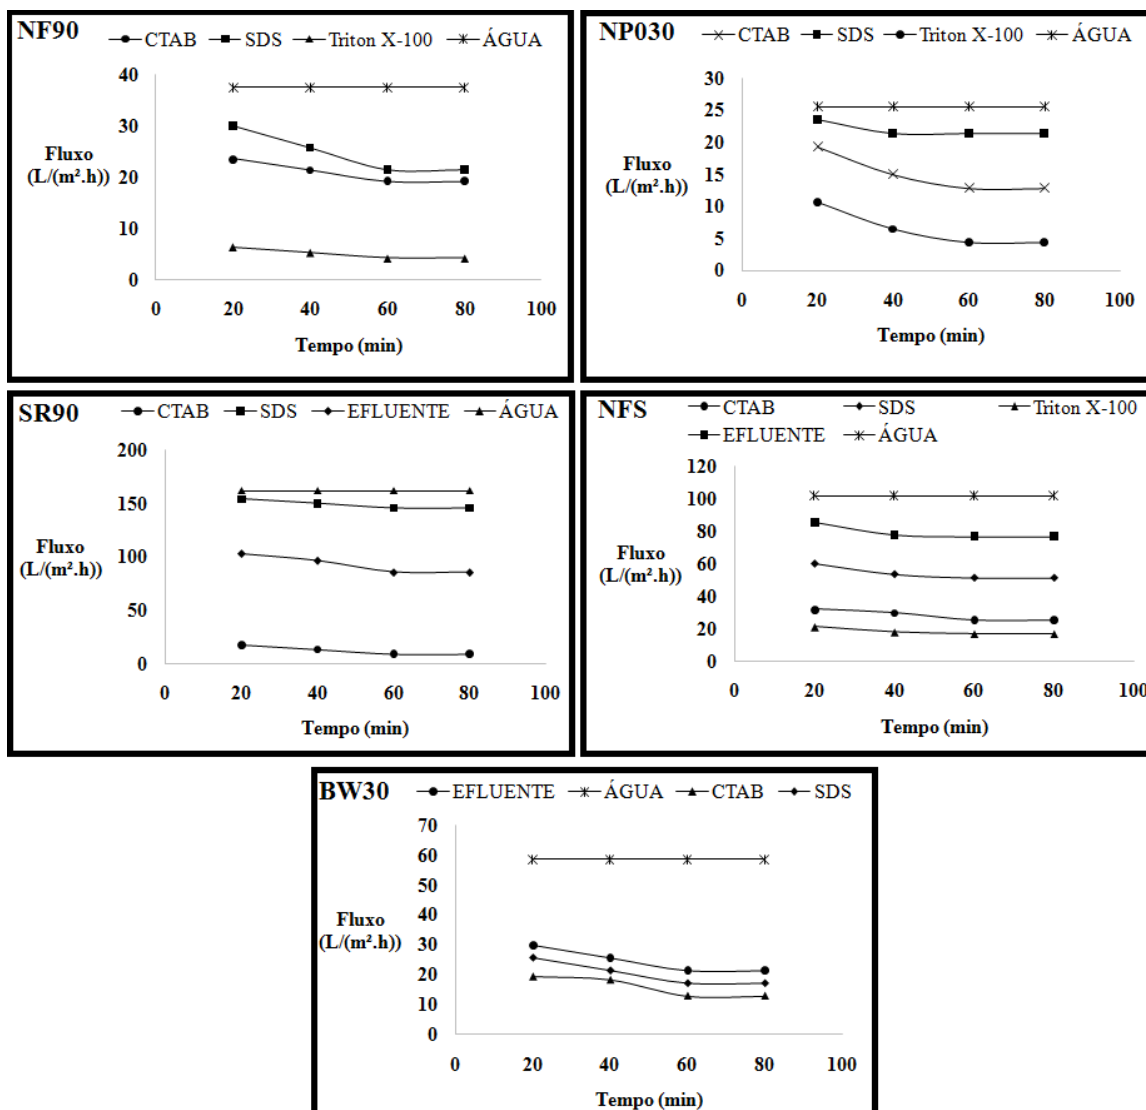 NF90
CTAB SDS Triton X-100 ÁGUA
40
30
20
10
0
Fluxo
(L/(m².h))
0 20 40 60 80 100
Tempo (min)
NP030
CTAB SDS Triton X-100 ÁGUA
30
25
20
15
10
5
0
Fluxo
(L/(m².h))
0 20 40 60 80 100
Tempo (min)
SR90
CTAB SDS EFLUENTE ÁGUA
200
150
100
50
0
Fluxo
(L/(m².h))
0 20 40 60 80 100
Tempo (min)
NFS
CTAB SDS Triton X-100
EFLUENTE ÁGUA
120
100
80
60
40
20
0
Fluxo
(L/(m².h))
0 20 40 60 80 100
Tempo (min)
BW30
EFLUENTE ÁGUA CTAB SDS
70
60
50
40
30
20
10
0
Fluxo
(L/(m².h))
0 20 40 60 80 100
Tempo (min)